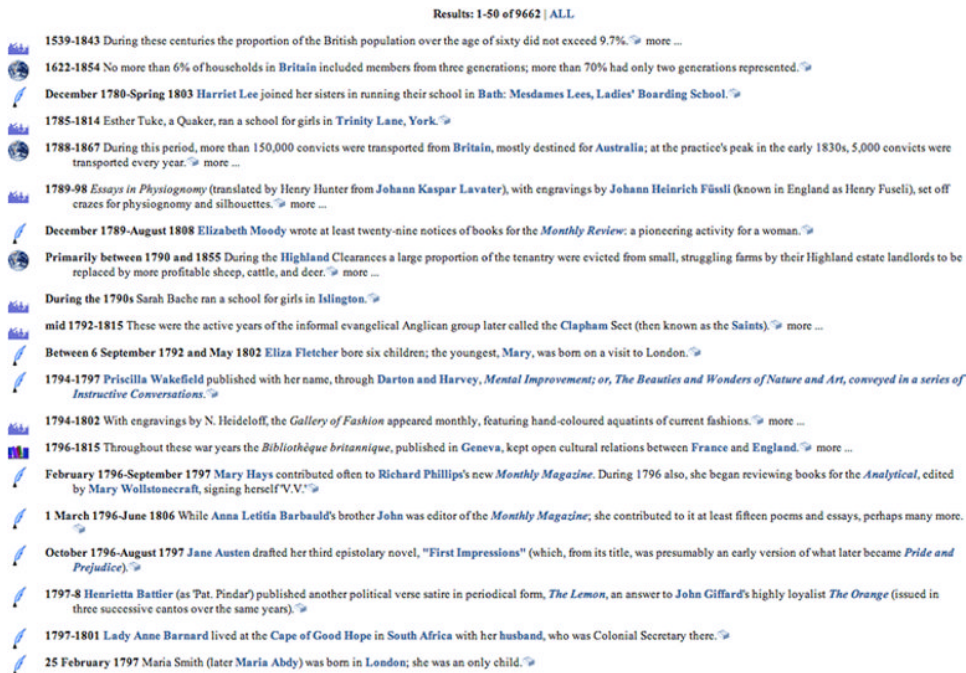 Results: 1-50 of 9662 | ALL
1539-1843 During these centuries the proportion of the British population over the age of sixty did not exceed 9.7%. more ...
1622-1854 No more than 6% of households in Britain included members from three generations; more than 70% had only two generations represented.
December 1780-Spring 1803 Harriet Lee joined her sisters in running their school in Bath: Mesdames Lees, Ladies' Boarding School.
1785-1814 Esther Tuke, a Quaker, ran a school for girls in Trinity Lane, York.
1788-1867 During this period, more than 150,000 convicts were transported from Britain, mostly destined for Australia; at the practice's peak in the early 1830s, 5,000 convicts were
transported every year. more ...
1789-98 Essays in Physiognomy (translated by Henry Hunter from Johann Kaspar Lavater), with engravings by Johann Heinrich Füssli (known in England as Henry Fuseli), set off
crazes for physiognomy and silhouettes. more ...
December 1789-August 1808 Elizabeth Moody wrote at least twenty-nine notices of books for the Monthly Review: a pioneering activity for a woman.
Primarily between 1790 and 1855 During the Highland Clearances a large proportion of the tenantry were evicted from small, struggling farms by their Highland estate landlords to be
replaced by more profitable sheep, cattle, and deer. more ...
During the 1790s Sarah Bache ran a school for girls in Islington.
mid 1792-1815 These were the active years of the informal evangelical Anglican group later called the Clapham Sect (then known as the Saints). more ...
Between 6 September 1792 and May 1802 Eliza Fletcher bore six children; the youngest, Mary, was born on a visit to London.
1794-1797 Priscilla Wakefield published with her name, through Darton and Harvey, Mental Improvement; or, The Beauties and Wonders of Nature and Art, conveyed in a series of
Instructive Conversations.
1794-1802 With engravings by N. Heideloff, the Gallery of Fashion appeared monthly, featuring hand-coloured aquatints of current fashions. more ...
1796-1815 Throughout these war years the Bibliothèque britannique, published in Geneva, kept open cultural relations between France and England. more ...
February 1796-September 1797 Mary Hays contributed often to Richard Phillips's new Monthly Magazine. During 1796 also, she began reviewing books for the Analytical, edited
by Mary Wollstonecraft, signing herself "V.V."
1 March 1796-June 1806 While Anna Letitia Barbauld's brother John was editor of the Monthly Magazine; she contributed to it at least fifteen poems and essays, perhaps many more.
October 1796-August 1797 Jane Austen drafted her third epistolary novel, "First Impressions" (which, from its title, was presumably an early version of what later became Pride and
Prejudice).
1797-8 Henrietta Battier (as 'Pat. Pindar') published another political verse satire in periodical form, The Lemon, an answer to John Giffard's highly loyalist The Orange (issued in
three successive cantos over the same years).
1797-1801 Lady Anne Barnard lived at the Cape of Good Hope in South Africa with her husband, who was Colonial Secretary there.
25 February 1797 Maria Smith (later Maria Abdy) was born in London; she was an only child.